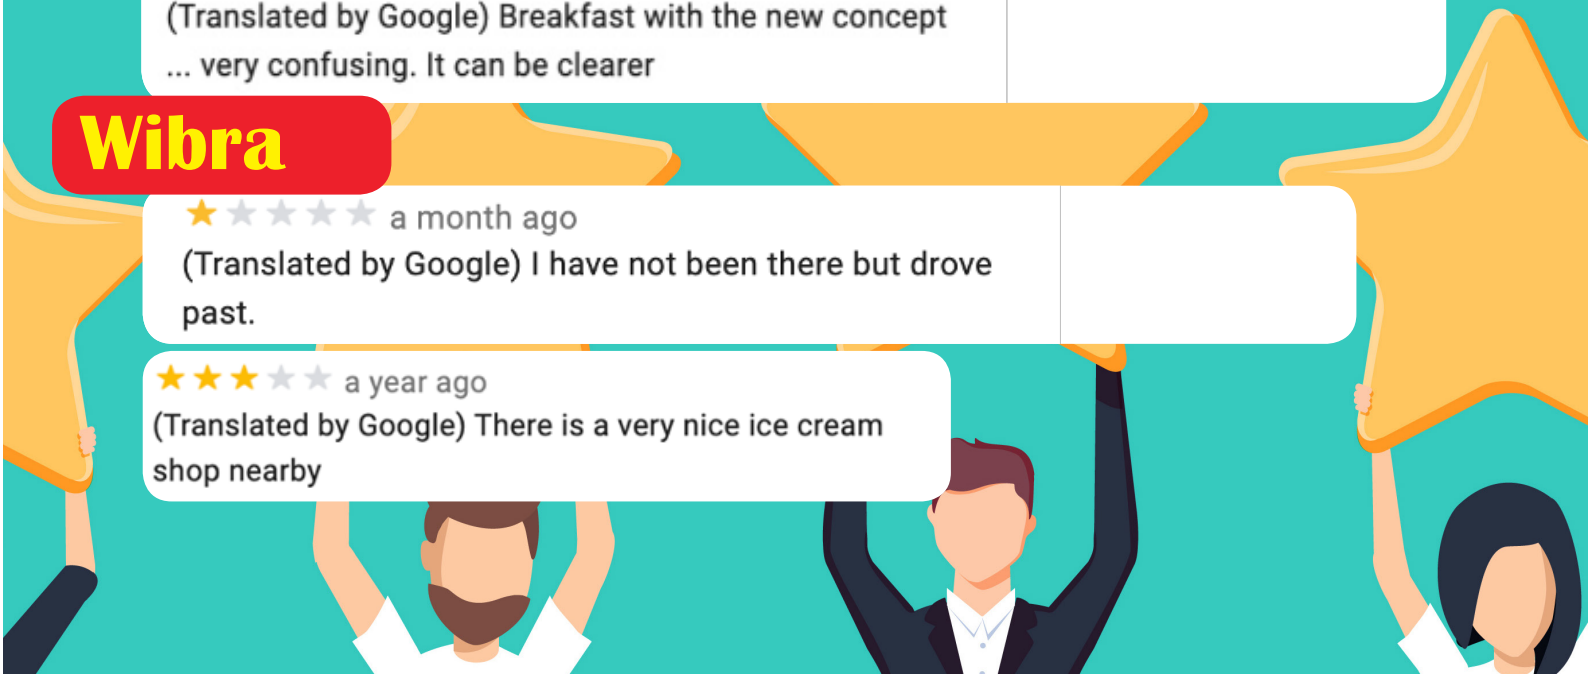 (Translated by Google) Breakfast with the new concept
... very confusing. It can be clearer
Wibra
a month ago
(Translated by Google) I have not been there but drove
past.
a year ago
(Translated by Google) There is a very nice ice cream
shop nearby